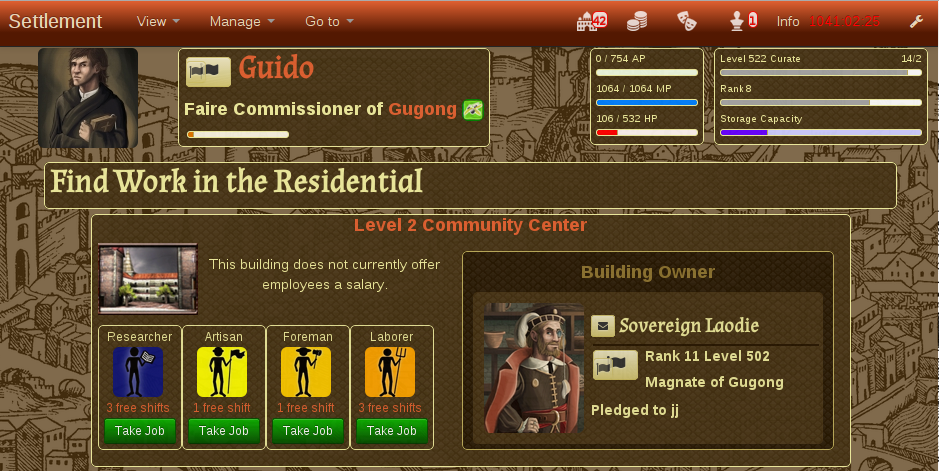 Settlement View Manage Go to 42 1 Info 1041-02-25
Guido
Faire Commissioner of Gugong
0 / 754 AP
1064 / 1064 MP
106 / 532 HP
Level 522 Curate 14/2
Rank 8
Storage Capacity
Find Work in the Residential
Level 2 Community Center
This building does not currently offer
employees a salary.
Researcher Artisan Foreman Laborer
3 free shifts 1 free shift 1 free shift 3 free shifts
Take Job Take Job Take Job Take Job
Building Owner
Sovereign Laodie
Rank 11 Level 502
Magnate of Gugong
Pledged to jj